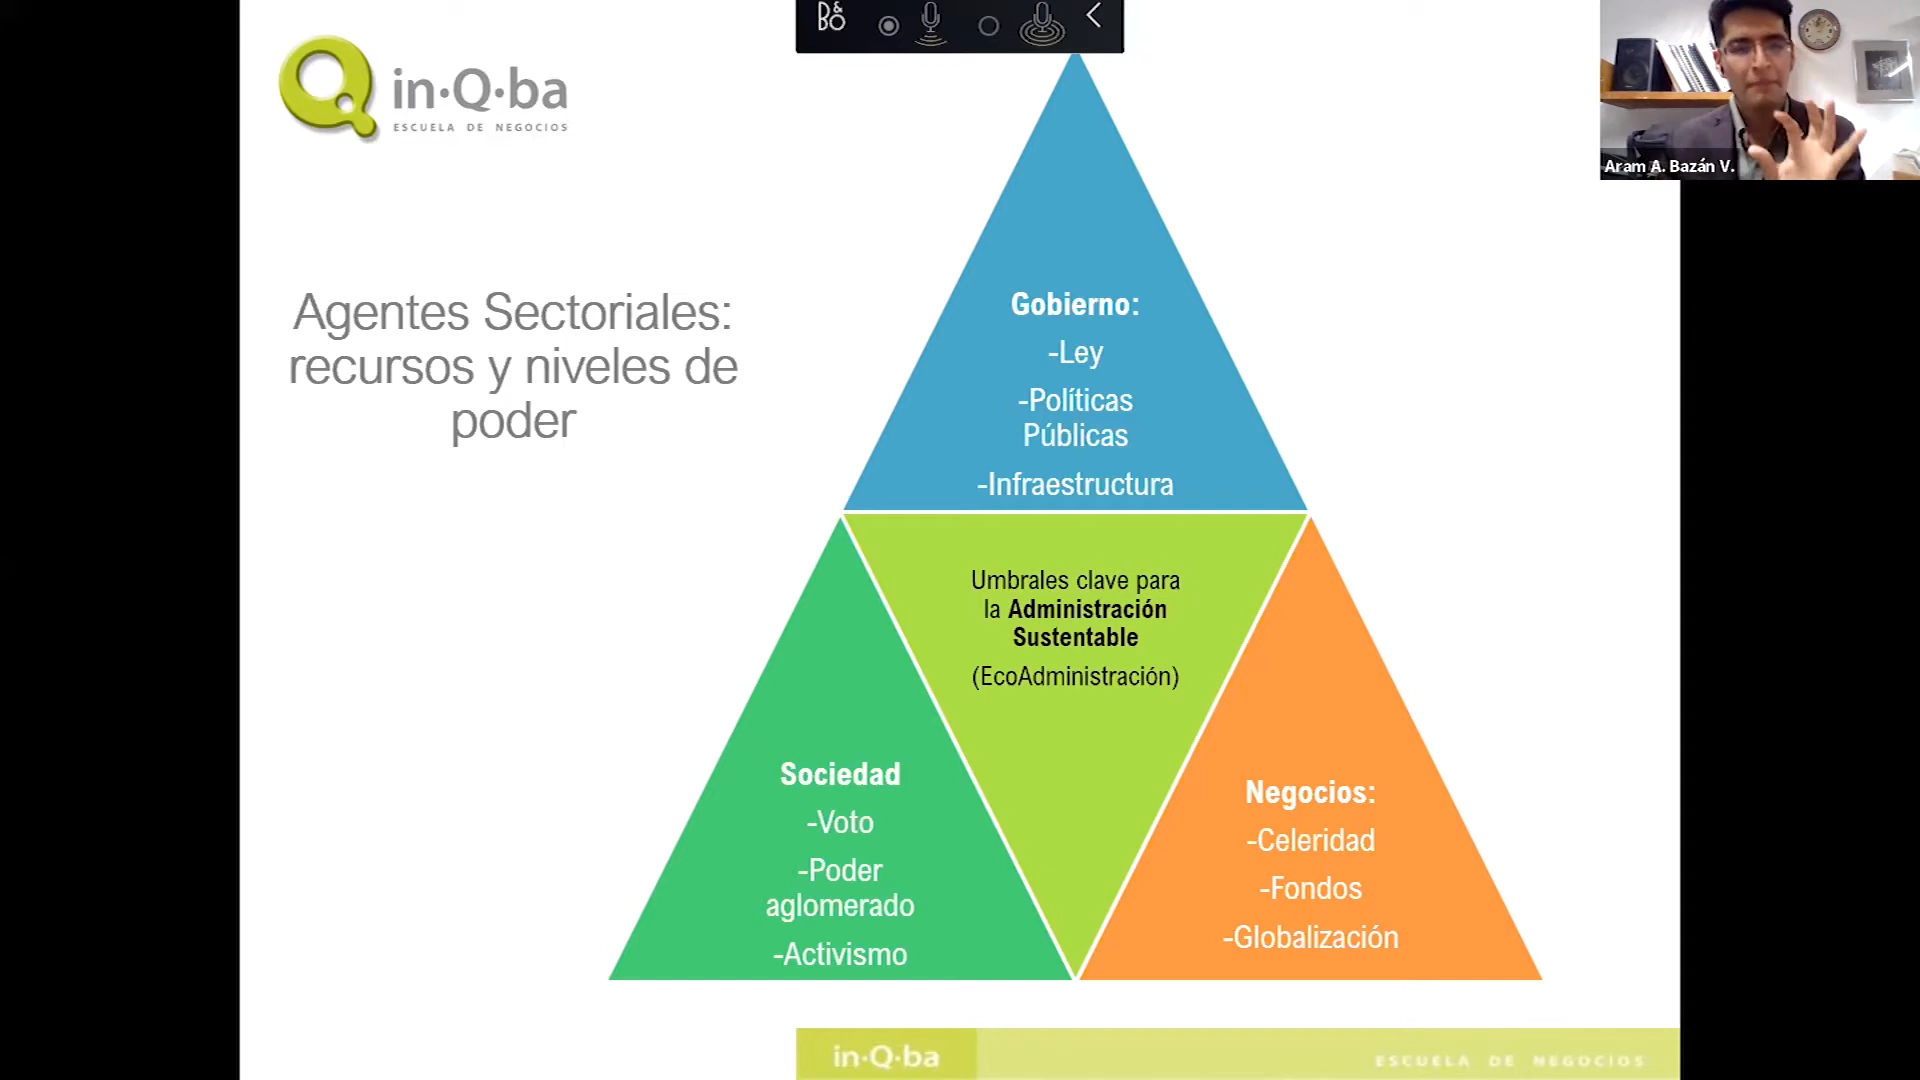 B&O
in·Q·ba
ESCUELA DE NEGOCIOS
Aram A. Bazán V.
Agentes Sectoriales:
recursos y niveles de
poder
Gobierno:
-Ley
-Políticas
Públicas
-Infraestructura
Umbrales clave para
la Administración
Sustentable
(EcoAdministración)
Sociedad
-Voto
-Poder
aglomerado
-Activismo
Negocios:
-Celeridad
-Fondos
-Globalización
in·Q·ba
ESCUELA DE NEGOCIOS